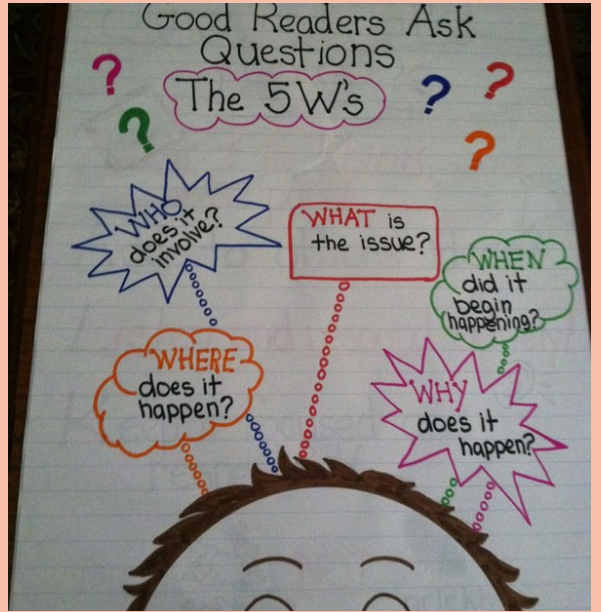 Good Readers Ask
Questions
The 5W's
? ? ? ? ?
WHO
does it
involve?
WHAT is
the issue?
WHEN
did it
begin
happening?
WHERE
does it
happen?
WHY
does it
happen?